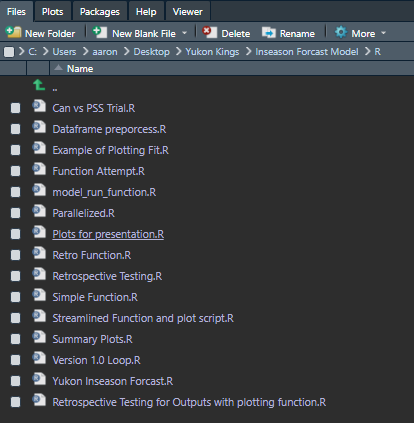 Files Plots Packages Help Viewer
New Folder New Blank File Delete Rename More
C: Users aaron Desktop Yukon Kings Inseason Forcast Model R
Name
..
Can vs PSS Trial.R
Dataframe preporcess.R
Example of Plotting Fit.R
Function Attempt.R
model_run_function.R
Parallelized.R
Plots for presentation.R
Retro Function.R
Retrospective Testing.R
Simple Function.R
Streamlined Function and plot script.R
Summary Plots.R
Version 1.0 Loop.R
Yukon Inseason Forcast.R
Retrospective Testing for Outputs with plotting function.R